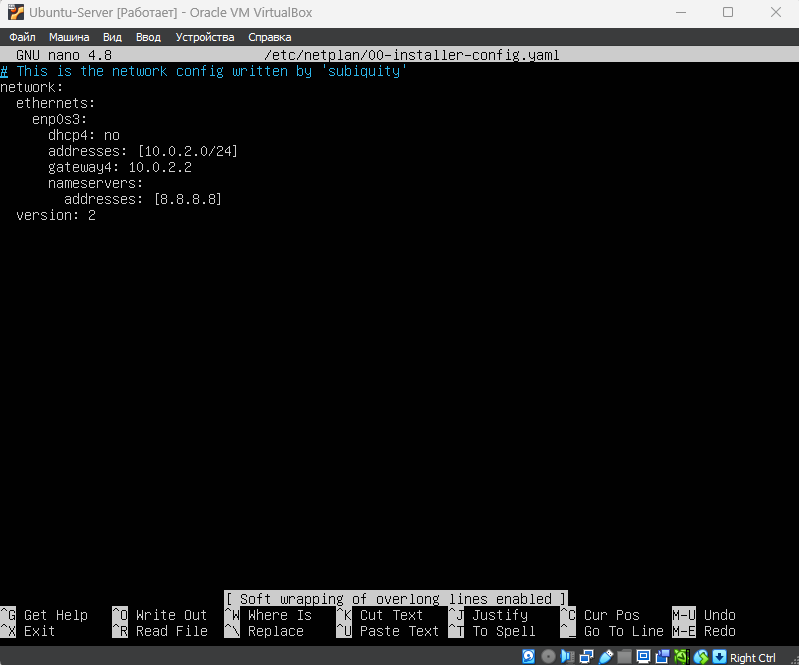 Ubuntu-Server [Работает] - Oracle VM VirtualBox
Файл Машина Вид Ввод Устройства Справка
GNU nano 4.8 /etc/netplan/00-installer-config.yaml
# This is the network config written by 'subiquity'
network:
  ethernets:
    enp0s3:
      dhcp4: no
      addresses: [10.0.2.0/24]
      gateway4: 10.0.2.2
      nameservers:
        addresses: [8.8.8.8]
  version: 2
[ Soft wrapping of overlong lines enabled ]
^G Get Help ^O Write Out ^W Where Is ^K Cut Text ^J Justify ^C Cur Pos M-U Undo
^X Exit ^R Read File ^\ Replace ^U Paste Text ^T To Spell ^_ Go To Line M-E Redo
Right Ctrl